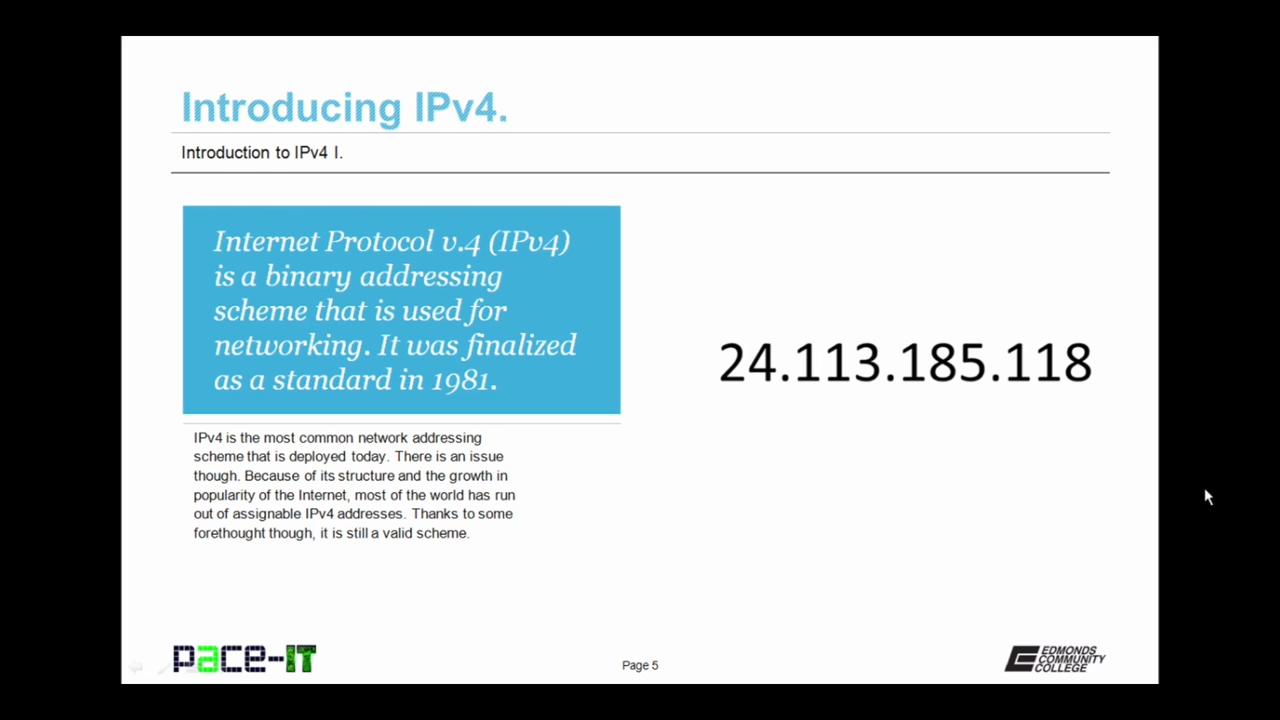 Introducing IPv4.
Introduction to IPv4 I.
Internet Protocol v.4 (IPv4)
is a binary addressing
scheme that is used for
networking. It was finalized
as a standard in 1981.
24.113.185.118
IPv4 is the most common network addressing
scheme that is deployed today. There is an issue
though. Because of its structure and the growth in
popularity of the Internet, most of the world has run
out of assignable IPv4 addresses. Thanks to some
forethought though, it is still a valid scheme.
pace-IT
Page 5
EDMONDS
COMMUNITY
COLLEGE